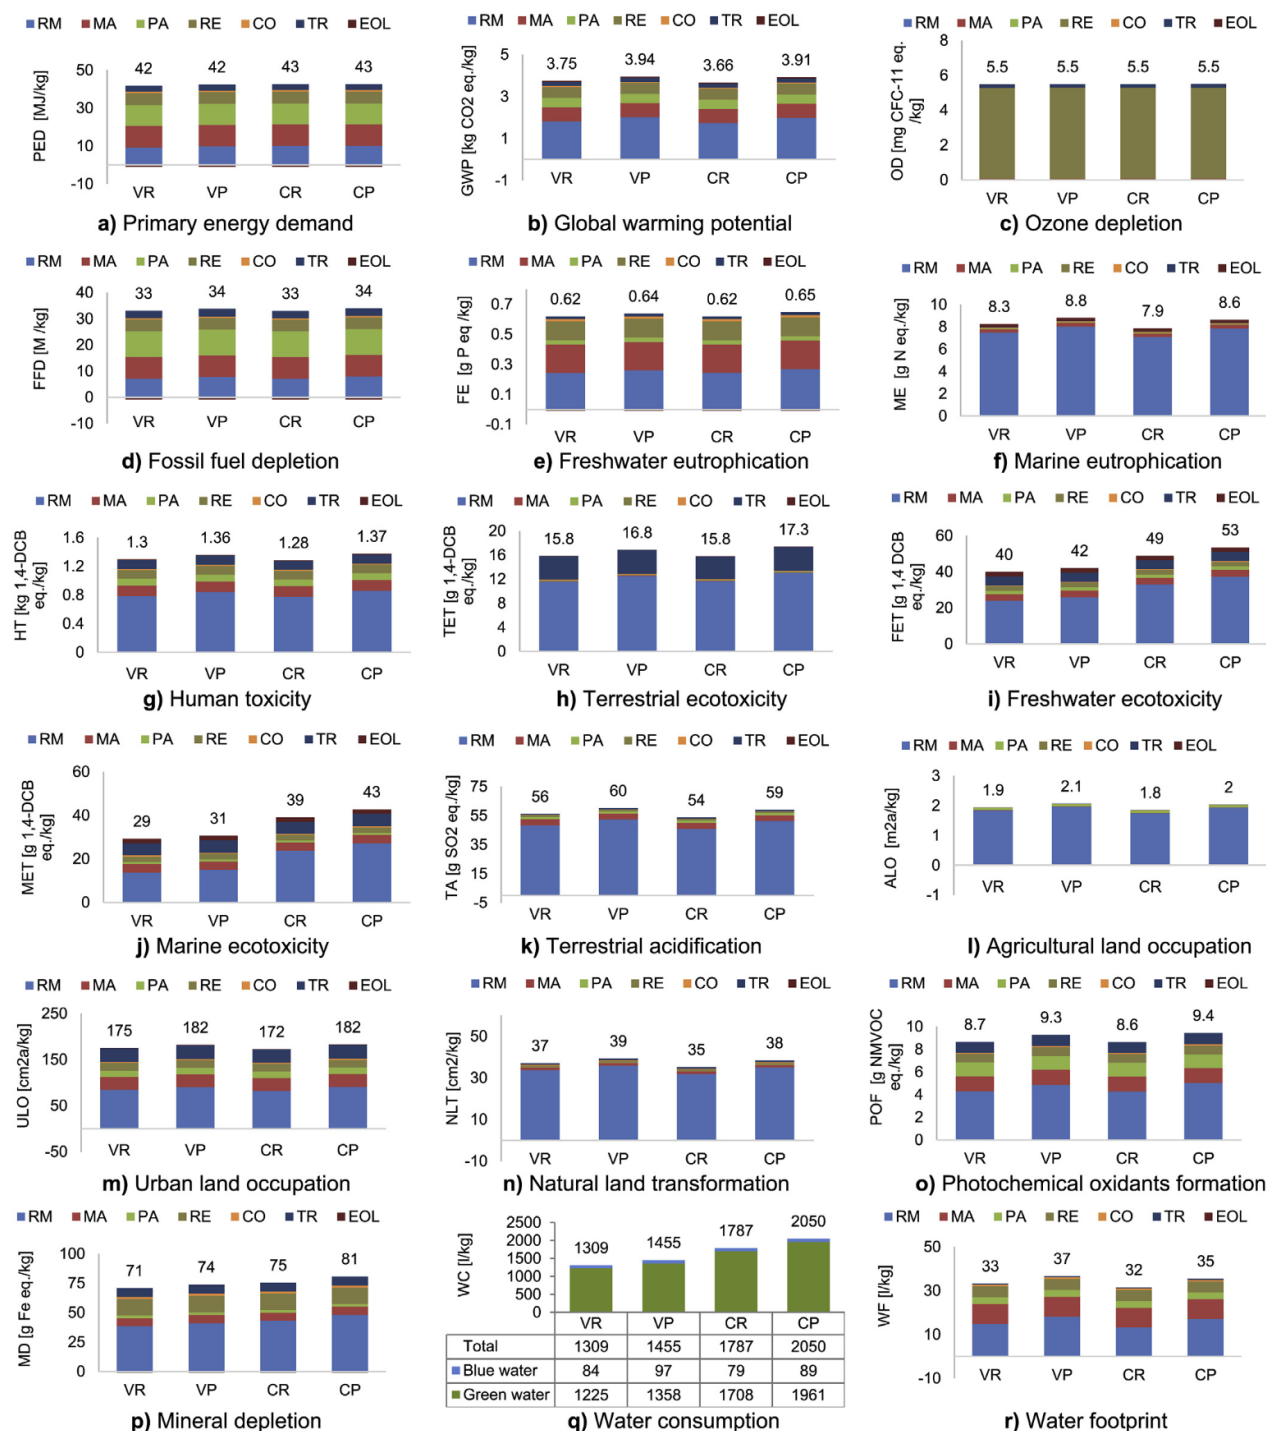 RM MA PA RE CO TR EOL
42 42 43 43
50
30
10
-10
PED [MJ/kg]
VR VP CR CP
a) Primary energy demand
RM MA PA RE CO TR EOL
3.75 3.94 3.66 3.91
5
3
1
-1
GWP [kg CO2 eq./kg]
VR VP CR CP
b) Global warming potential
RM MA PA RE CO TR EOL
5.5 5.5 5.5 5.5
8
6
4
2
0
OD [mg CFC-11 eq.
/kg]
VR VP CR CP
c) Ozone depletion
RM MA PA RE CO TR EOL
33 34 33 34
40
30
20
10
0
-10
FFD [M /kg]
VR VP CR CP
d) Fossil fuel depletion
RM MA PA RE CO TR EOL
0.62 0.64 0.62 0.65
0.7
0.5
0.3
0.1
-0.1
FE [g P eq /kg]
VR VP CR CP
e) Freshwater eutrophication
RM MA PA RE CO TR EOL
8.3 8.8 7.9 8.6
10
8
6
4
2
0
ME [g N eq./kg]
VR VP CR CP
f) Marine eutrophication
RM MA PA RE CO TR EOL
1.3 1.36 1.28 1.37
1.6
1.2
0.8
0.4
0
HT [kg 1,4-DCB
eq./kg]
VR VP CR CP
g) Human toxicity
RM MA PA RE CO TR EOL
15.8 16.8 15.8 17.3
20
16
12
8
4
0
TET [g 1,4-DCB
eq./kg]
VR VP CR CP
h) Terrestrial ecotoxicity
RM MA PA RE CO TR EOL
40 42 49 53
60
40
20
0
FET [g 1,4 DCB
eq./kg]
VR VP CR CP
i) Freshwater ecotoxicity
RM MA PA RE CO TR EOL
29 31 39 43
60
40
20
0
MET [g 1,4-DCB
eq./kg]
VR VP CR CP
j) Marine ecotoxicity
RM MA PA RE CO TR EOL
56 60 54 59
75
55
35
15
-5
TA [g SO2 eq./kg]
VR VP CR CP
k) Terrestrial acidification
RM MA PA RE CO TR EOL
1.9 2.1 1.8 2
3
2
1
0
-1
ALO [m2a/kg]
VR VP CR CP
l) Agricultural land occupation
RM MA PA RE CO TR EOL
175 182 172 182
250
150
50
-50
ULO [cm2a/kg]
VR VP CR CP
m) Urban land occupation
RM MA PA RE CO TR EOL
37 39 35 38
50
30
10
-10
NLT [cm2/kg]
VR VP CR CP
n) Natural land transformation
RM MA PA RE CO TR EOL
8.7 9.3 8.6 9.4
10
8
6
4
2
0
POF [g NMVOC
eq./kg]
VR VP CR CP
o) Photochemical oxidants formation
RM MA PA RE CO TR EOL
71 74 75 81
100
75
50
25
0
MD [g Fe eq./kg]
VR VP CR CP
p) Mineral depletion
1309 1455 1787 2050
2500
2000
1500
1000
500
0
WC [l/kg]
VR VP CR CP
Total 1309 1455 1787 2050
Blue water 84 97 79 89
Green water 1225 1358 1708 1961
q) Water consumption
RM MA PA RE CO TR EOL
33 37 32 35
50
30
10
-10
WF [l/kg]
VR VP CR CP
r) Water footprint